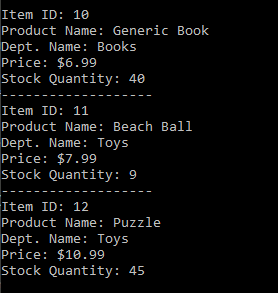 Item ID: 10
Product Name: Generic Book
Dept. Name: Books
Price: $6.99
Stock Quantity: 40
-------------------
Item ID: 11
Product Name: Beach Ball
Dept. Name: Toys
Price: $7.99
Stock Quantity: 9
-------------------
Item ID: 12
Product Name: Puzzle
Dept. Name: Toys
Price: $10.99
Stock Quantity: 45